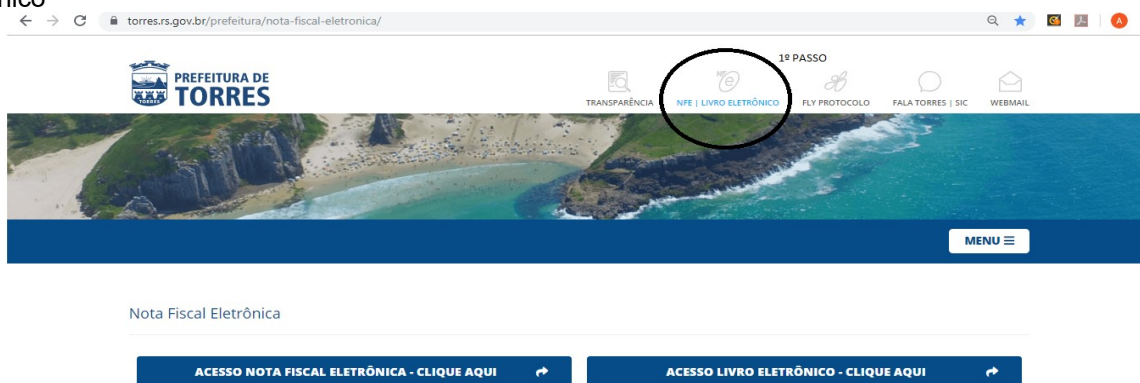 nico
torres.rs.gov.br/prefeitura/nota-fiscal-eletronica/
A
1º PASSO
PREFEITURA DE
TORRES
TORRES
NF e
TRANSPARÊNCIA
NFE | LIVRO ELETRÔNICO
FLY PROTOCOLO
FALA TORRES | SIC
WEBMAIL
MENU
Nota Fiscal Eletrônica
ACESSO NOTA FISCAL ELETRÔNICA - CLIQUE AQUI
ACESSO LIVRO ELETRÔNICO - CLIQUE AQUI